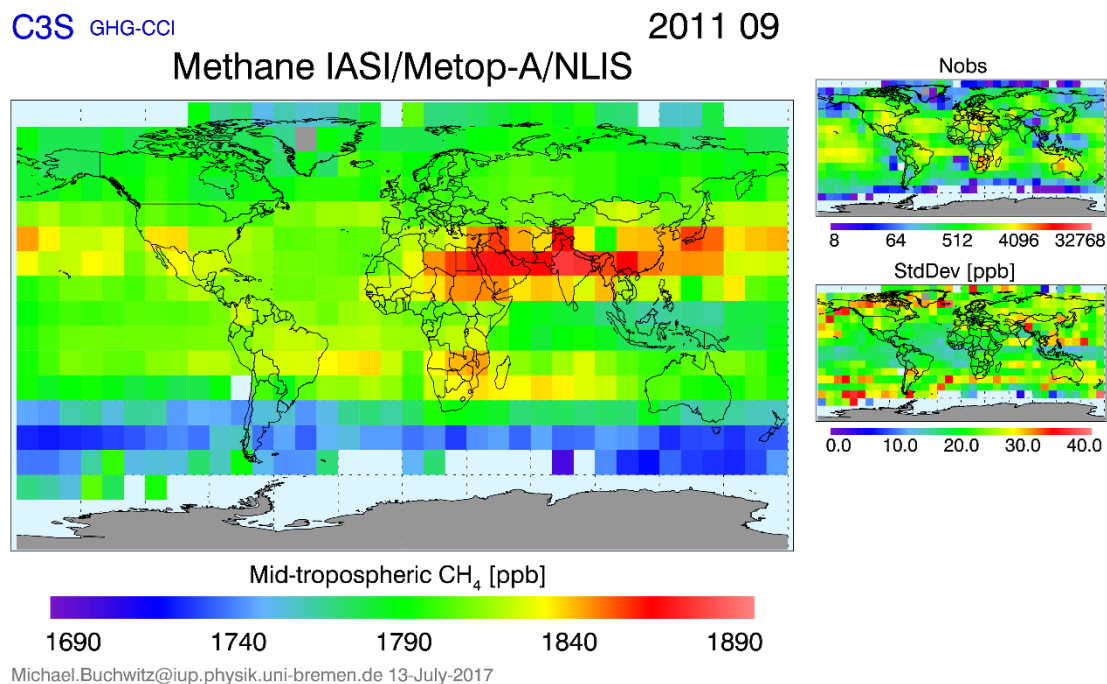 C3S GHG-CCI
2011 09
Methane IASI/Metop-A/NLIS
Nobs
8 64 512 4096 32768
StdDev [ppb]
0.0 10.0 20.0 30.0 40.0
Mid-tropospheric CH₄ [ppb]
1690 1740 1790 1840 1890
Michael.Buchwitz@iup.physik.uni-bremen.de 13-July-2017